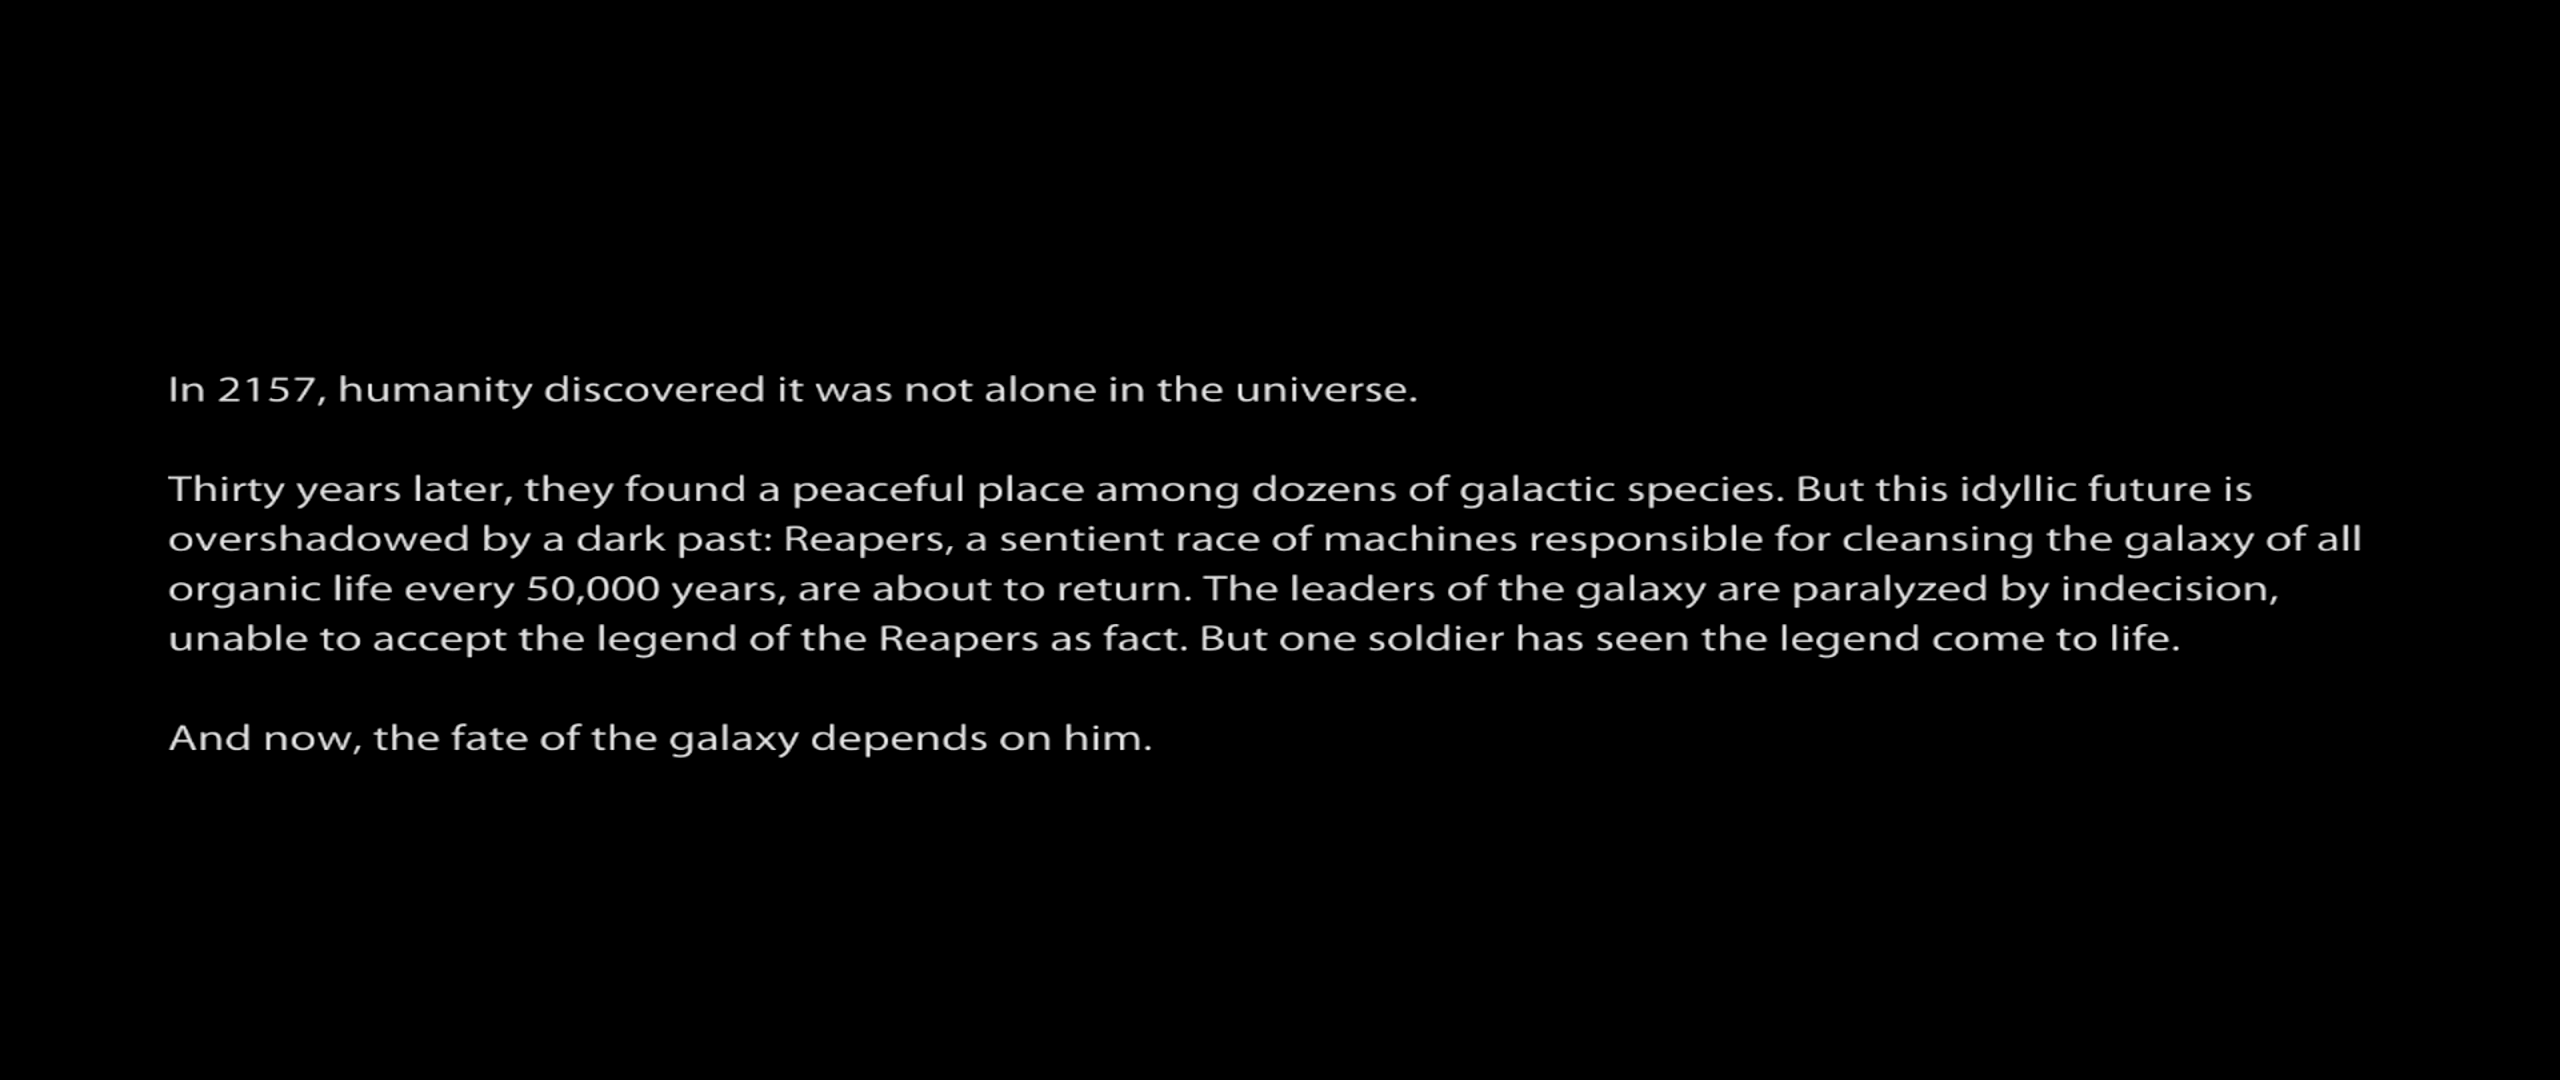 In 2157, humanity discovered it was not alone in the universe.
Thirty years later, they found a peaceful place among dozens of galactic species. But this idyllic future is
overshadowed by a dark past: Reapers, a sentient race of machines responsible for cleansing the galaxy of all
organic life every 50,000 years, are about to return. The leaders of the galaxy are paralyzed by indecision,
unable to accept the legend of the Reapers as fact. But one soldier has seen the legend come to life.
And now, the fate of the galaxy depends on him.